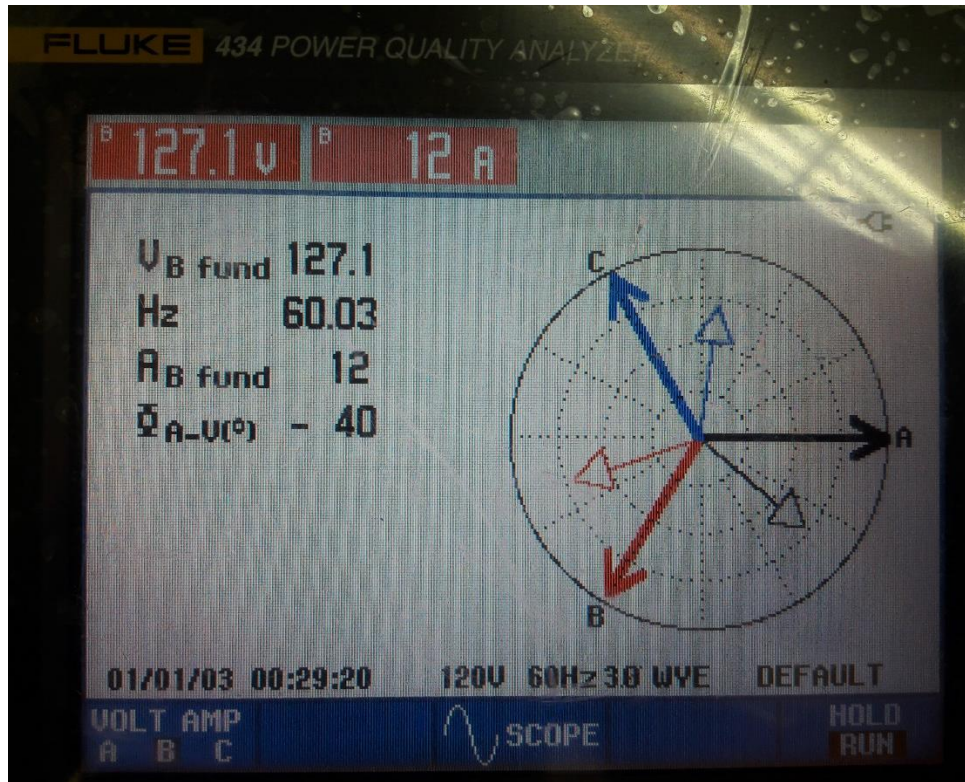 FLUKE 434 POWER QUALITY ANALYZER
B 127.1 V B 12 A
V B fund 127.1
Hz 60.03
A B fund 12
Φ A-V(°) - 40
C
A
B
01/01/03 00:29:20 120V 60Hz 3Ø WYE DEFAULT
VOLT AMP
A B C
SCOPE
HOLD
RUN